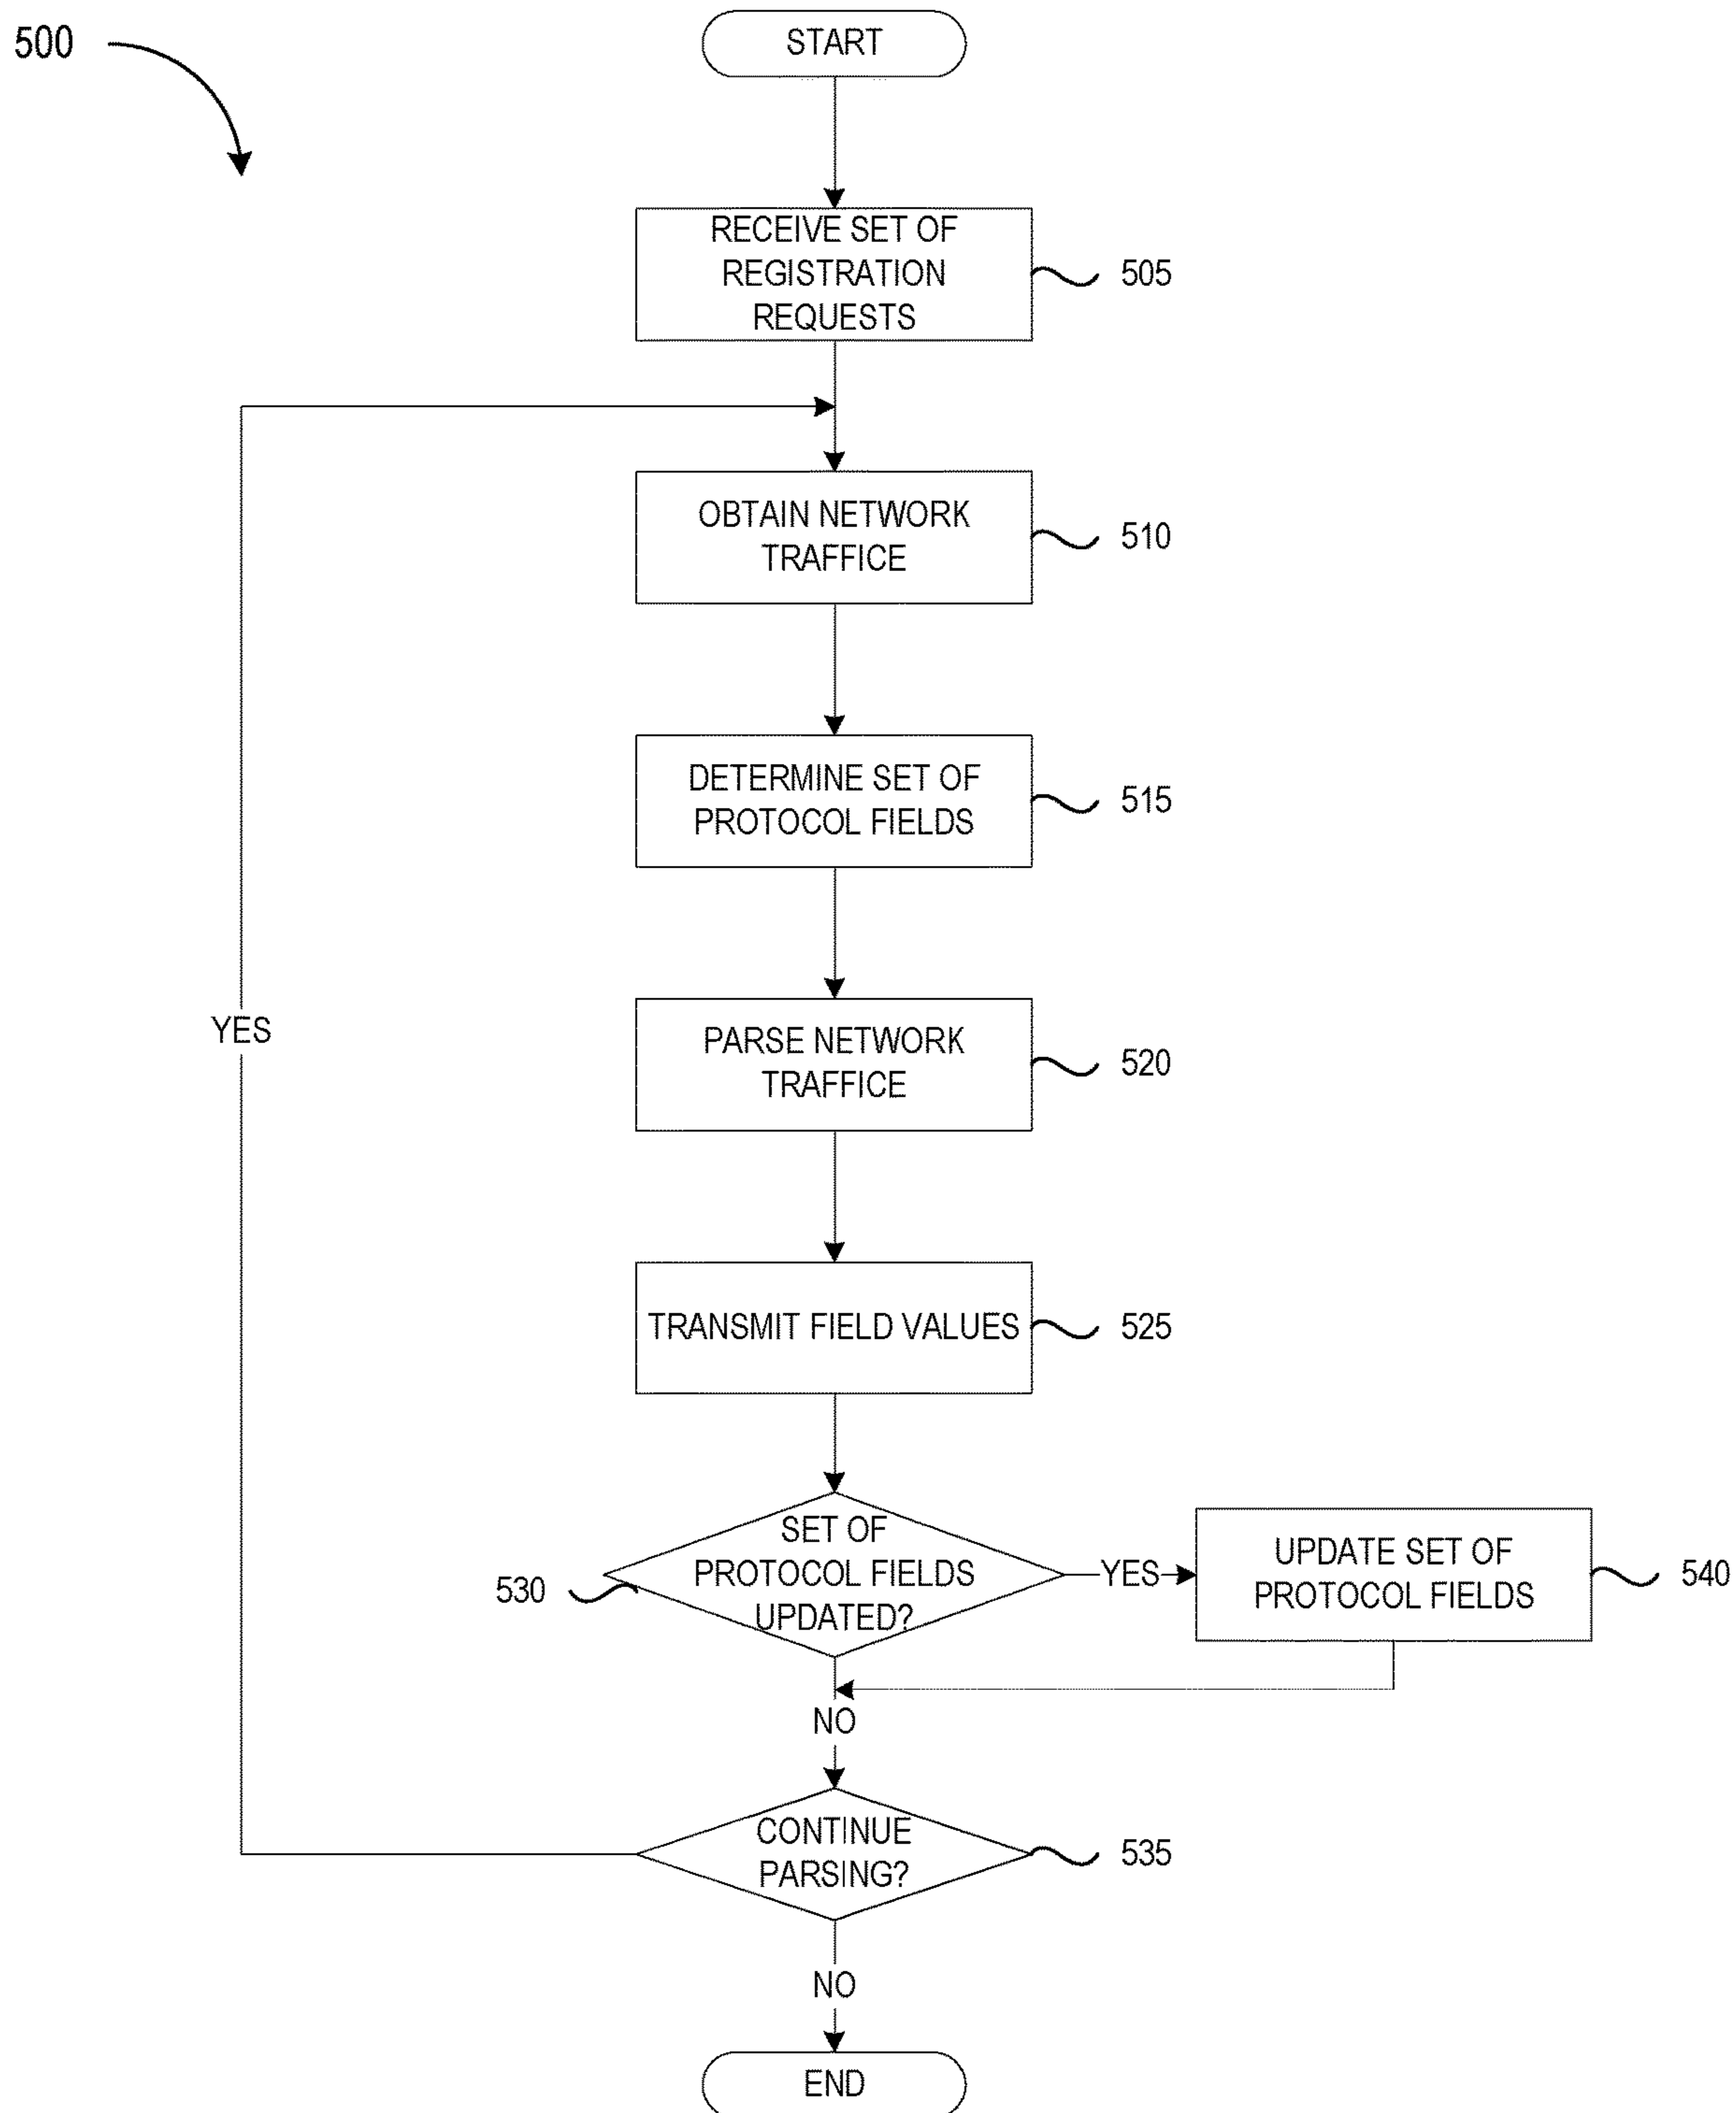 500
START
RECEIVE SET OF
REGISTRATION
REQUESTS
505
OBTAIN NETWORK
TRAFFICE
510
DETERMINE SET OF
PROTOCOL FIELDS
515
YES
PARSE NETWORK
TRAFFICE
520
TRANSMIT FIELD VALUES
525
SET OF
PROTOCOL FIELDS
UPDATED?
530
YES
UPDATE SET OF
PROTOCOL FIELDS
540
NO
CONTINUE
PARSING?
535
NO
END